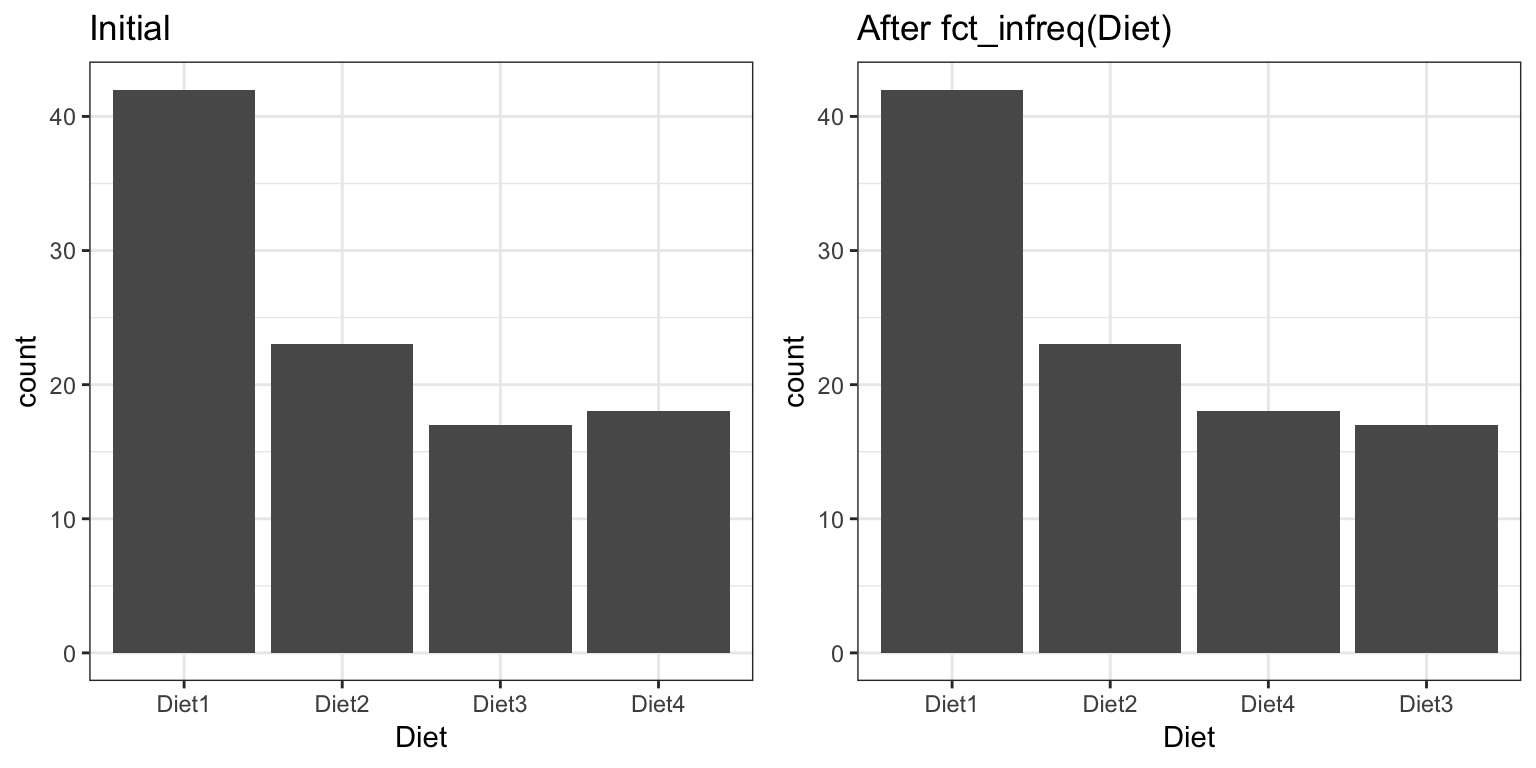 Initial
count
40
30
20
10
0
Diet1 Diet2 Diet3 Diet4
Diet
After fct_infreq(Diet)
count
40
30
20
10
0
Diet1 Diet2 Diet4 Diet3
Diet